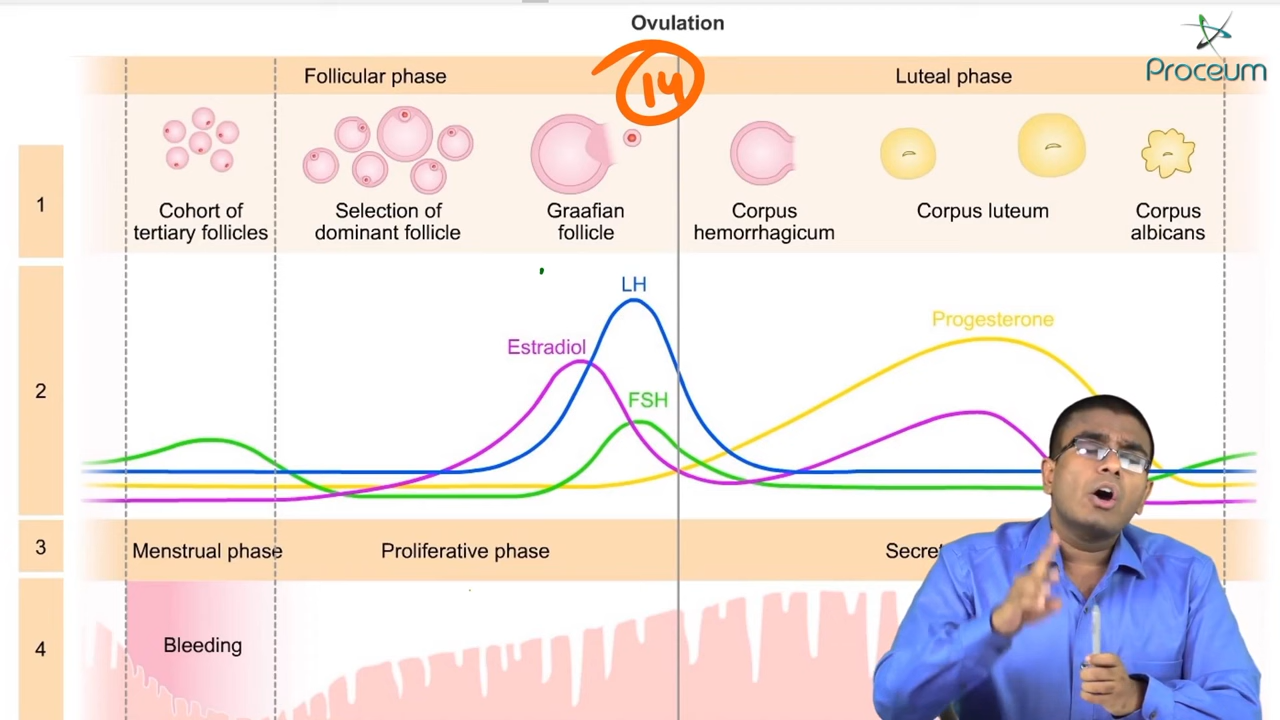 Ovulation
Proceum
Follicular phase
14
Luteal phase
1
Cohort of
tertiary follicles
Selection of
dominant follicle
Graafian
follicle
Corpus
hemorrhagicum
Corpus luteum
Corpus
albicans
2
LH
Estradiol
FSH
Progesterone
3
Menstrual phase
Proliferative phase
Secret
4
Bleeding